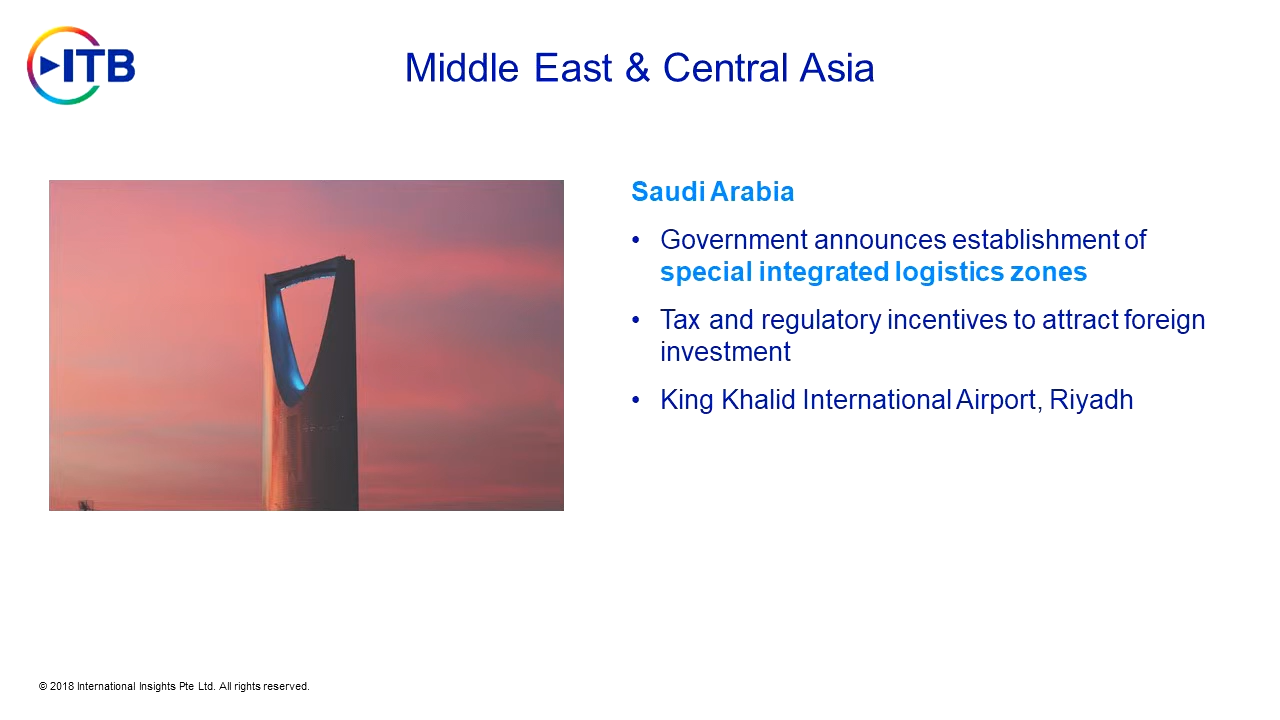 ITB
Middle East & Central Asia
Saudi Arabia
• Government announces establishment of
special integrated logistics zones
• Tax and regulatory incentives to attract foreign
investment
• King Khalid International Airport, Riyadh
© 2018 International Insights Pte Ltd. All rights reserved.